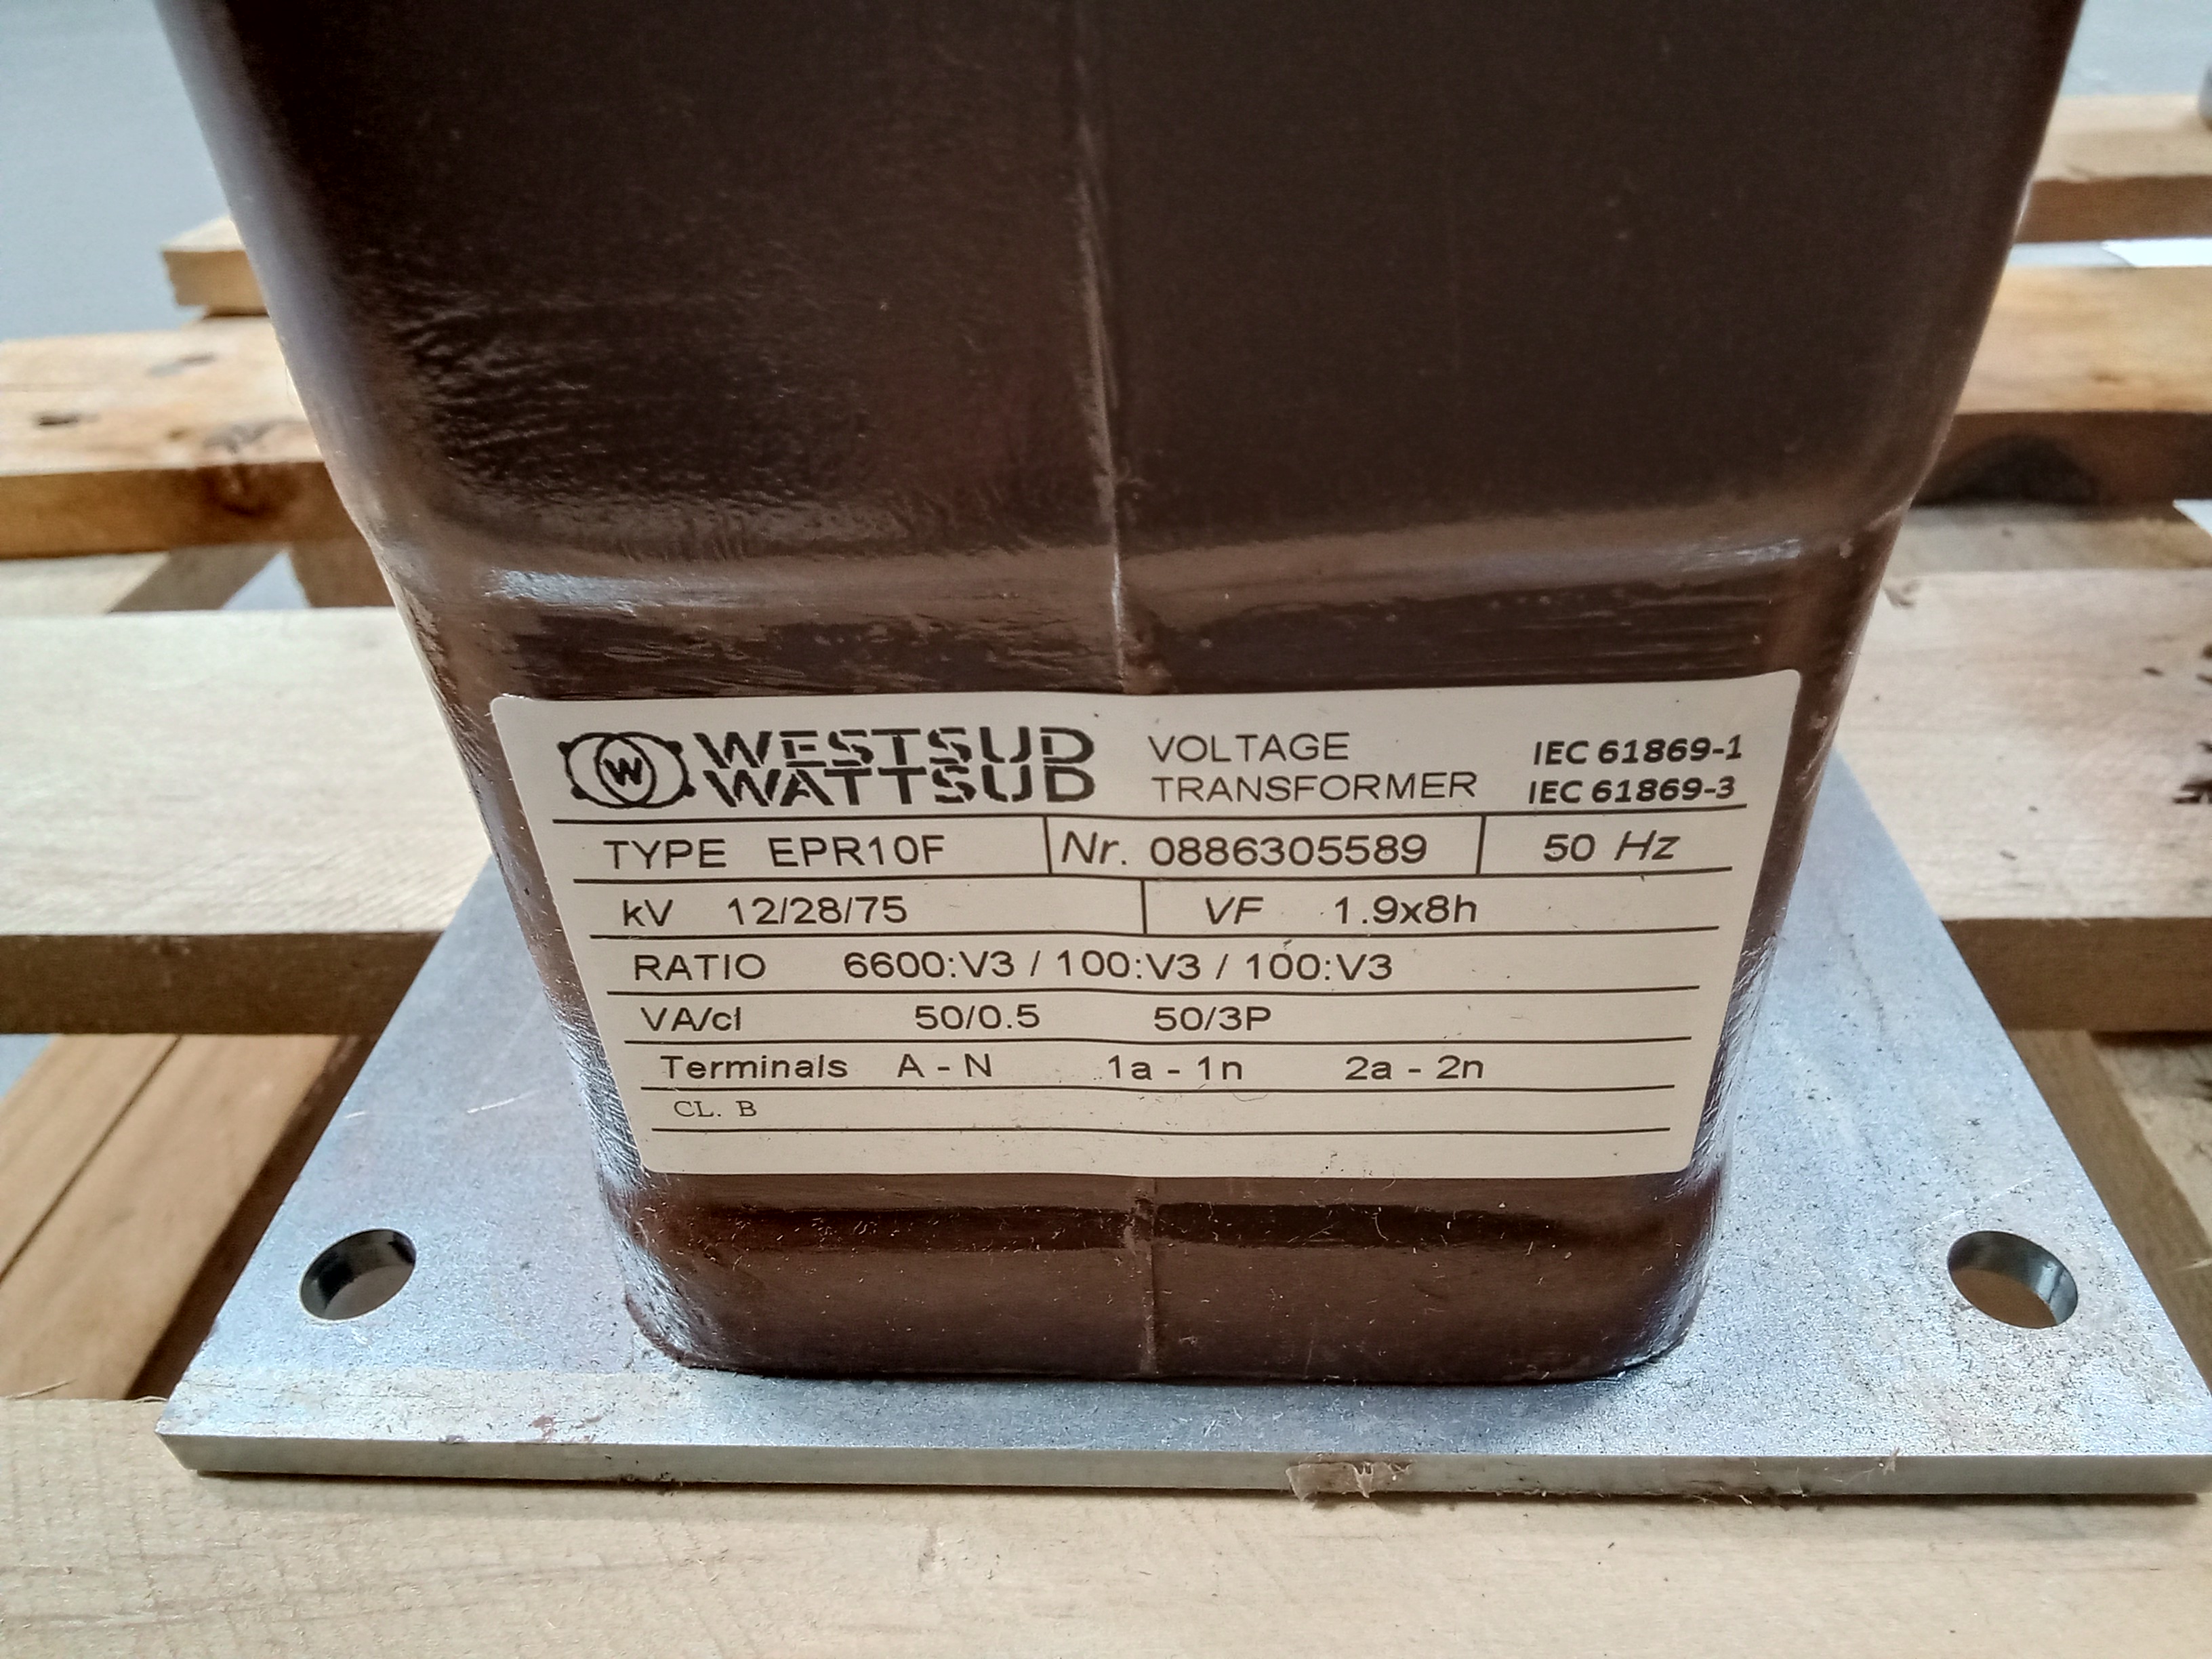 W WESTSUD WATTSUD VOLTAGE TRANSFORMER
IEC 61869-1
IEC 61869-3
TYPE EPR10F Nr. 0886305589 50 Hz
kV 12/28/75 VF 1.9x8h
RATIO 6600:V3 / 100:V3 / 100:V3
VA/cl 50/0.5 50/3P
Terminals A - N 1a - 1n 2a - 2n
CL. B